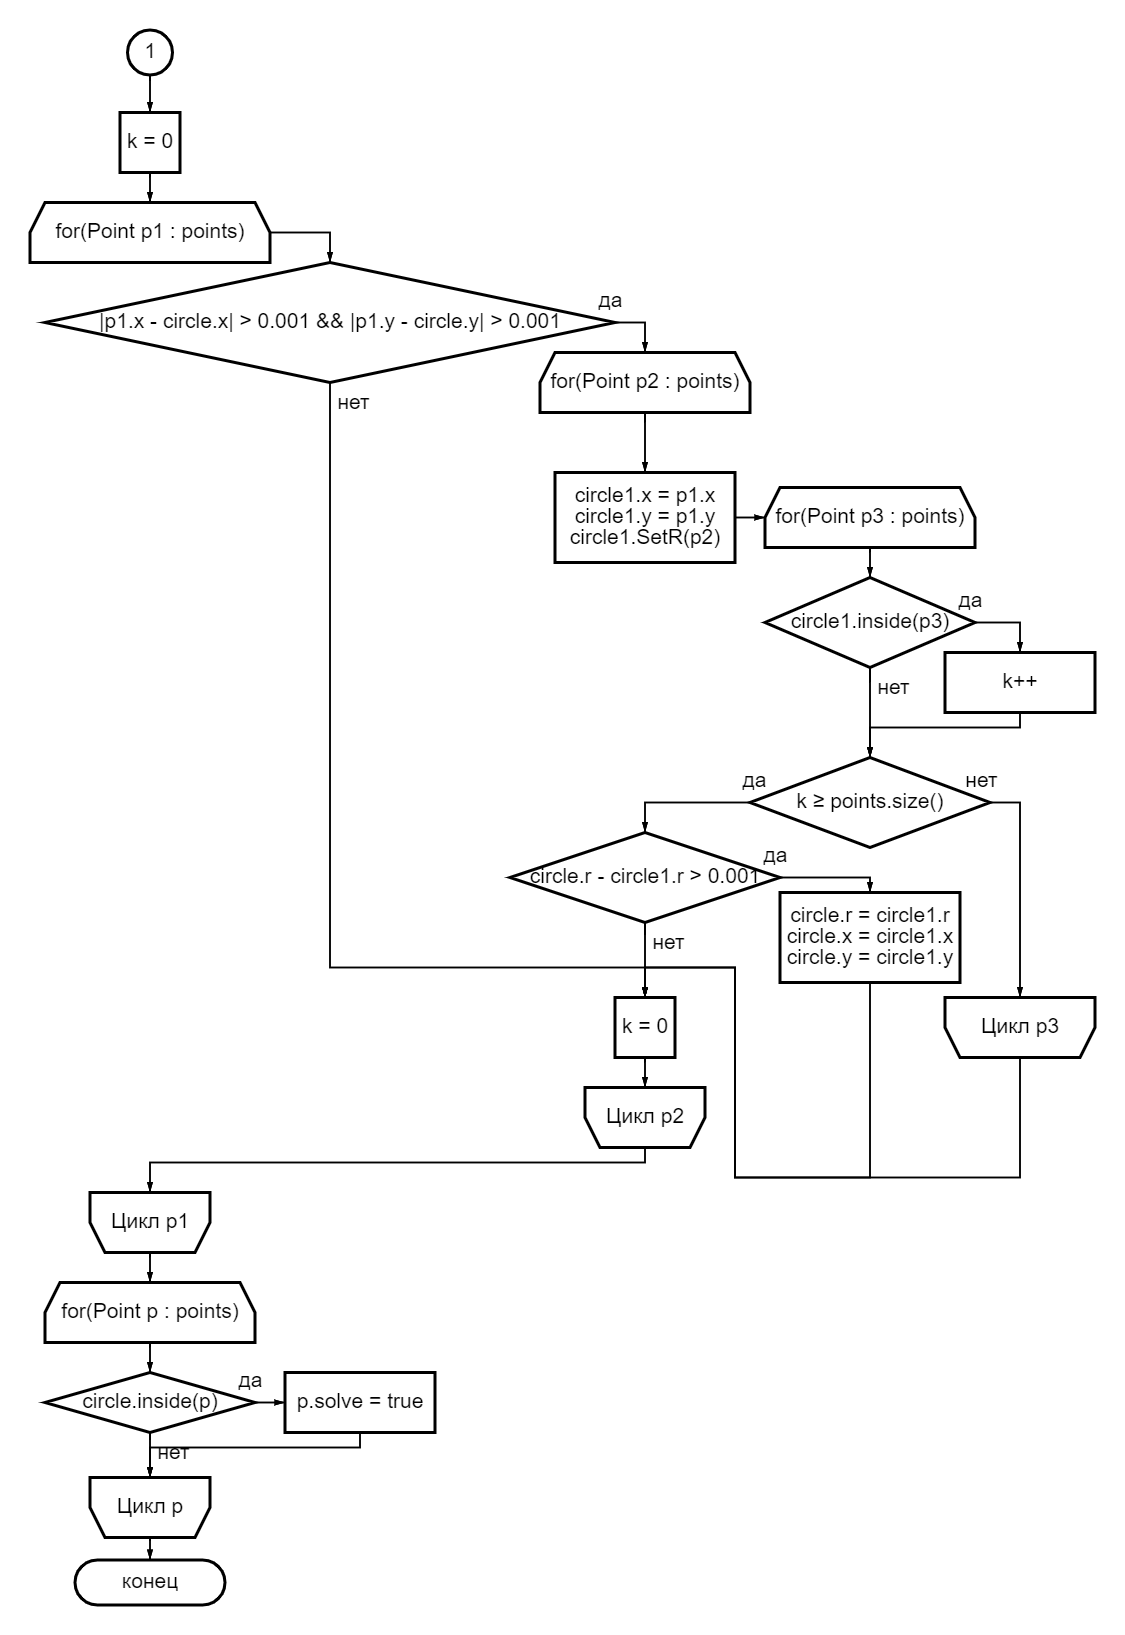 1
k = 0
for(Point p1 : points)
|p1.x - circle.x| > 0.001 && |p1.y - circle.y| > 0.001
да
нет
for(Point p2 : points)
circle1.x = p1.x
circle1.y = p1.y
circle1.SetR(p2)
for(Point p3 : points)
circle1.inside(p3)
да
нет
k++
k ≥ points.size()
да
нет
circle.r - circle1.r > 0.001
да
нет
circle.r = circle1.r
circle.x = circle1.x
circle.y = circle1.y
k = 0
Цикл p3
Цикл p2
Цикл p1
for(Point p : points)
circle.inside(p)
да
p.solve = true
нет
Цикл p
конец